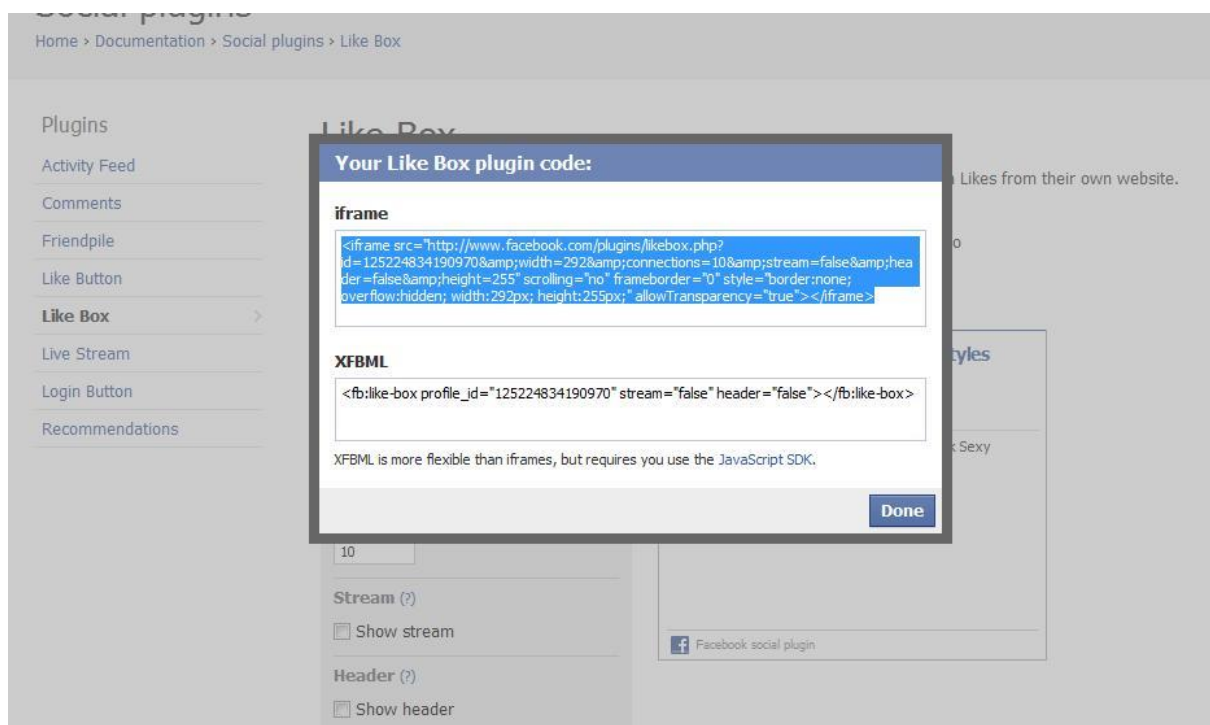 Social plugins
Home > Documentation > Social plugins > Like Box
Plugins
Activity Feed
Comments
Friendpile
Like Button
Like Box
Live Stream
Login Button
Recommendations
Like Box
Likes from their own website.
Your Like Box plugin code:
iframe
<iframe src="http://www.facebook.com/plugins/likebox.php?
id=125224834190970&amp;width=292&amp;connections=10&amp;stream=false&amp;hea
der=false&amp;height=255" scrolling="no" frameborder="0" style="border:none;
overflow:hidden; width:292px; height:255px;" allowTransparency="true"></iframe>
XFBML
<fb:like-box profile_id="125224834190970" stream="false" header="false"></fb:like-box>
XFBML is more flexible than iframes, but requires you use the JavaScript SDK.
Done
Sexy
10
Stream (?)
Show stream
Header (?)
Show header
Facebook social plugin